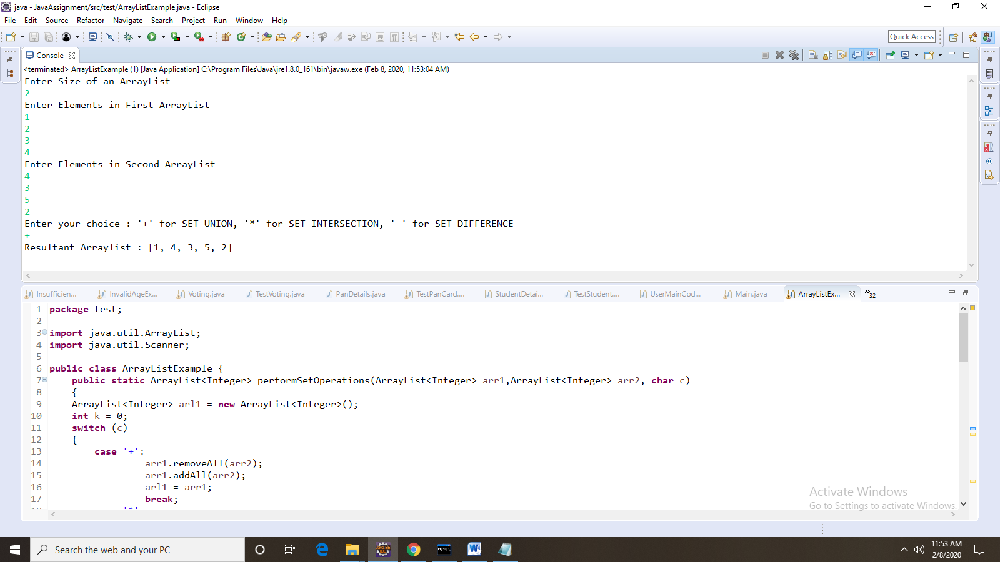 java - JavaAssignment/src/test/ArrayListExample.java - Eclipse
File Edit Source Refactor Navigate Search Project Run Window Help
Quick Access
Console
<terminated> ArrayListExample (1) [Java Application] C:\Program Files\Java\jre1.8.0_161\bin\javaw.exe (Feb 8, 2020, 11:53:04 AM)
Enter Size of an ArrayList
2
Enter Elements in First ArrayList
1
2
3
4
Enter Elements in Second ArrayList
4
3
5
2
Enter your choice : '+' for SET-UNION, '*' for SET-INTERSECTION, '-' for SET-DIFFERENCE
+
Resultant Arraylist : [1, 4, 3, 5, 2]
Insufficien... InvalidAgeEx... Voting.java TestVoting.java PanDetails.java TestPanCard.... StudentDetai... TestStudent.... UserMainCod... Main.java ArrayListEx... »32
1 package test;
2
3 import java.util.ArrayList;
4 import java.util.Scanner;
5
6 public class ArrayListExample {
7 public static ArrayList<Integer> performSetOperations(ArrayList<Integer> arr1,ArrayList<Integer> arr2, char c)
8 {
9 ArrayList<Integer> arl1 = new ArrayList<Integer>();
10 int k = 0;
11 switch (c)
12 {
13 case '+':
14 arr1.removeAll(arr2);
15 arr1.addAll(arr2);
16 arl1 = arr1;
17 break;
Activate Windows
Go to Settings to activate Windows.
Search the web and your PC
11:53 AM
2/8/2020